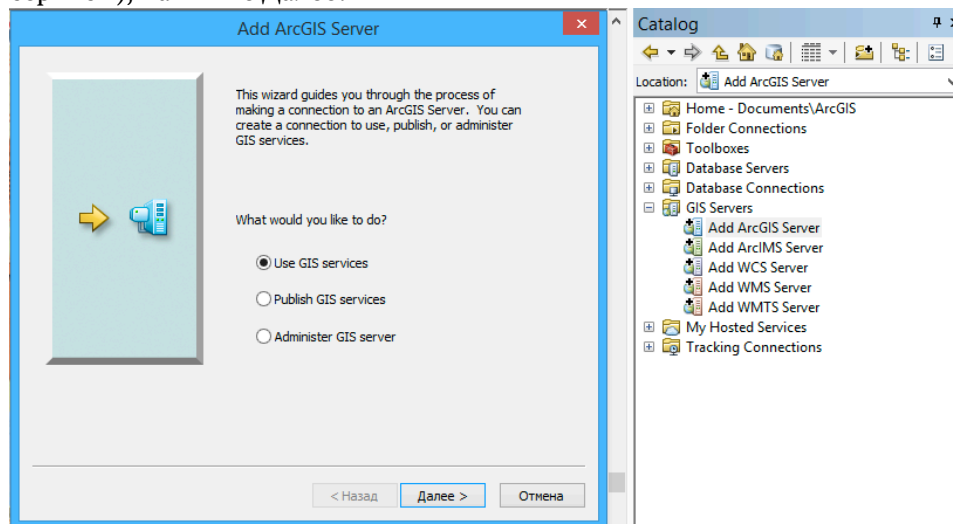 Add ArcGIS Server
This wizard guides you through the process of
making a connection to an ArcGIS Server. You can
create a connection to use, publish, or administer
GIS services.
What would you like to do?
Use GIS services
Publish GIS services
Administer GIS server
< Назад
Далее >
Отмена
Catalog
Location: Add ArcGIS Server
Home - Documents\ArcGIS
Folder Connections
Toolboxes
Database Servers
Database Connections
GIS Servers
Add ArcGIS Server
Add ArcIMS Server
Add WCS Server
Add WMS Server
Add WMTS Server
My Hosted Services
Tracking Connections